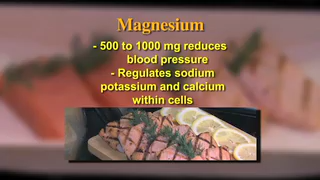 Magnesium
- 500 to 1000 mg reduces
blood pressure
- Regulates sodium
potassium and calcium
within cells